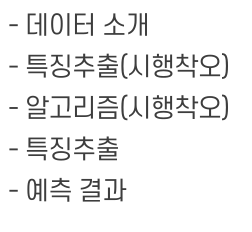 - 데이터 소개
- 특징추출(시행착오)
- 알고리즘(시행착오)
- 특징추출
- 예측 결과